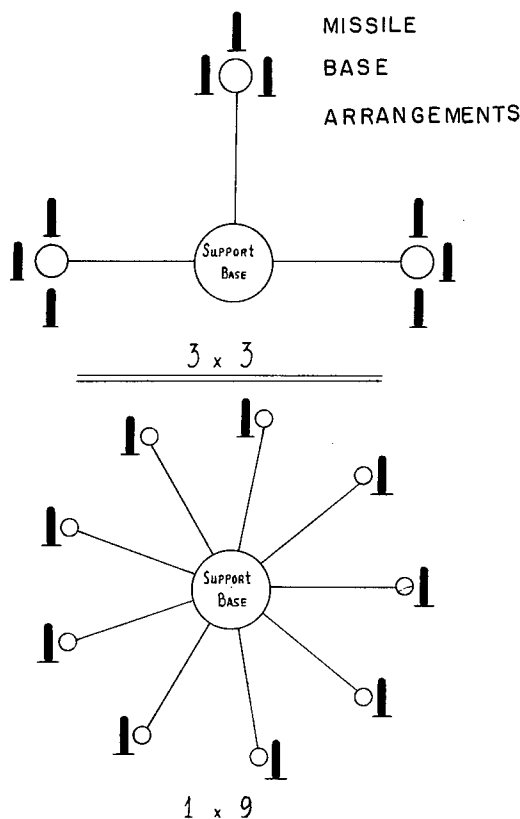 MISSILE
BASE
ARRANGEMENTS
SUPPORT
BASE
3 x 3
SUPPORT
BASE
1 x 9